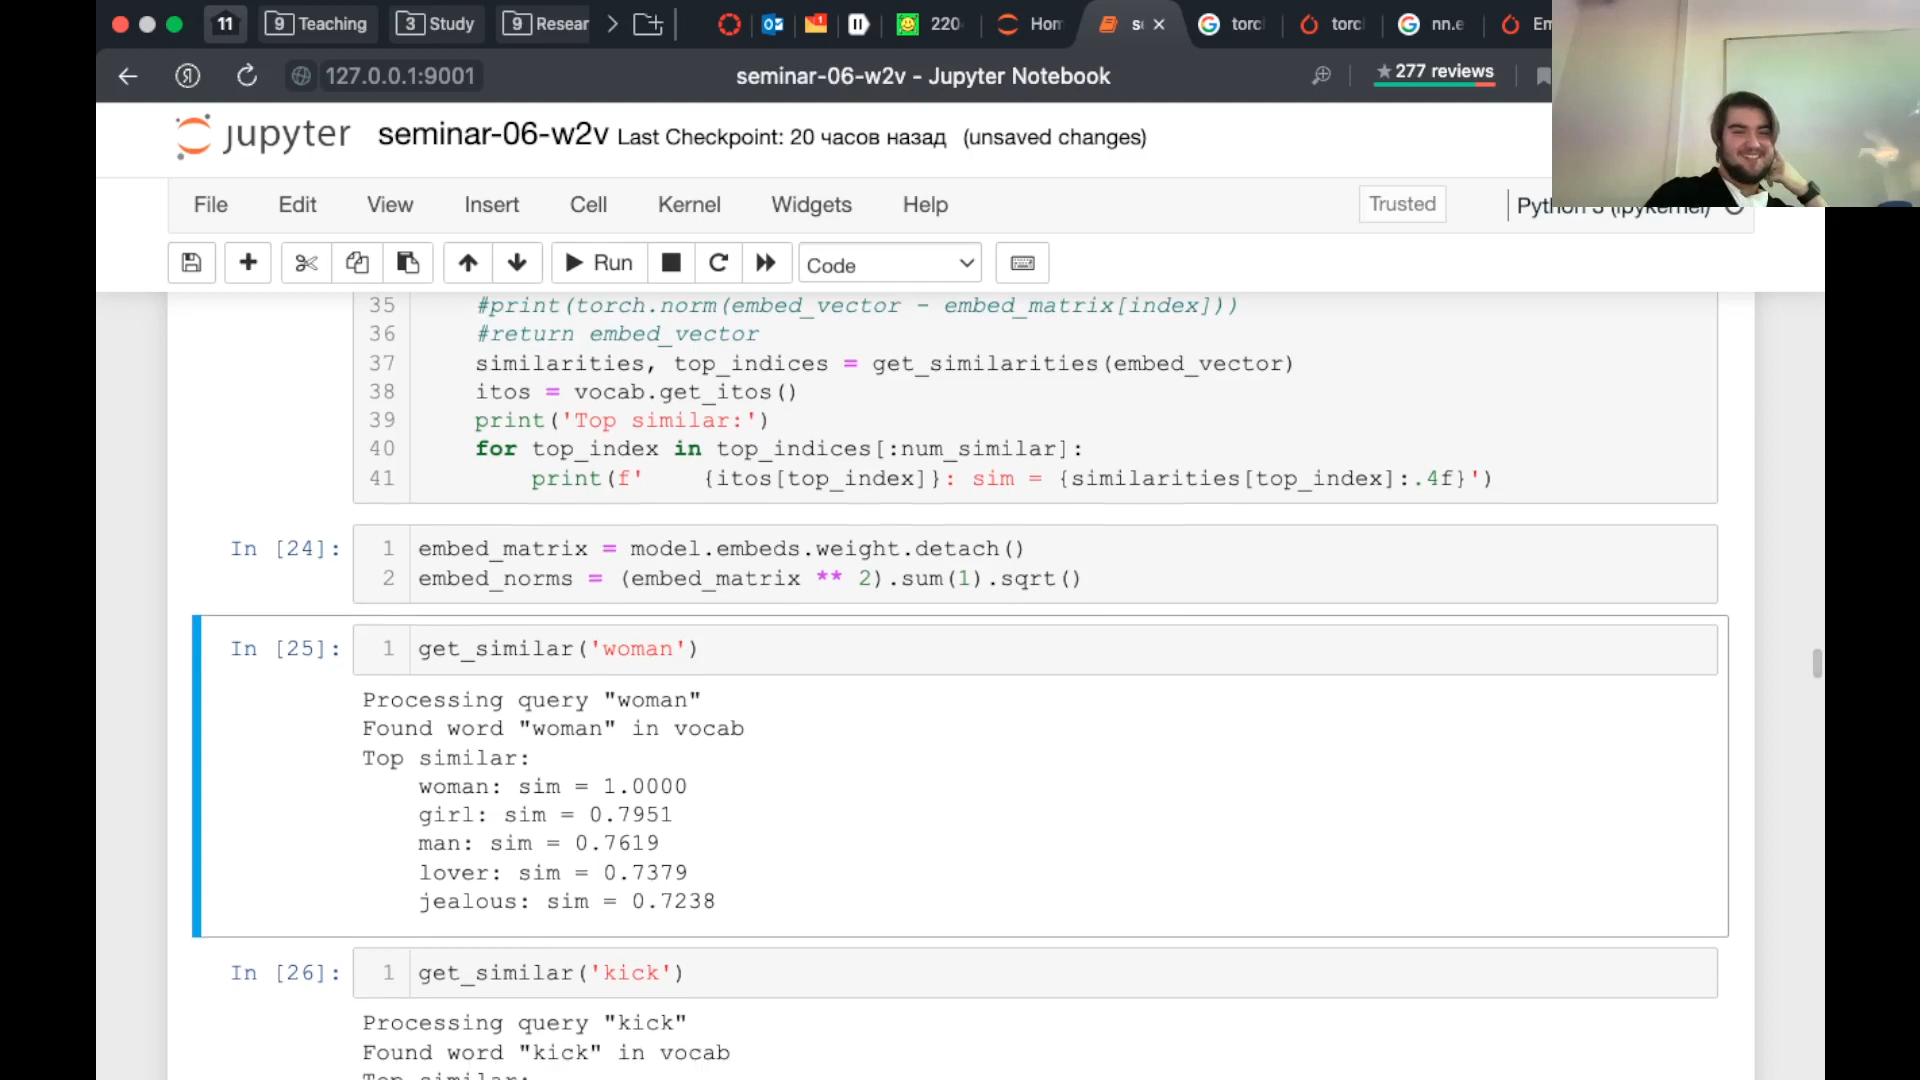 11
9 Teaching
3 Study
9 Resear
220
Hom
s
torc
torc
nn.e
Em
127.0.0.1:9001
seminar-06-w2v - Jupyter Notebook
★277 reviews
jupyter seminar-06-w2v Last Checkpoint: 20 часов назад (unsaved changes)
File Edit View Insert Cell Kernel Widgets Help
Trusted
Python 3 (ipykernel)
Run
Code
35 #print(torch.norm(embed_vector - embed_matrix[index]))
36 #return embed_vector
37 similarities, top_indices = get_similarities(embed_vector)
38 itos = vocab.get_itos()
39 print('Top similar:')
40 for top_index in top_indices[:num_similar]:
41 print(f'    {itos[top_index]}: sim = {similarities[top_index]:.4f}')
In [24]:
1 embed_matrix = model.embeds.weight.detach()
2 embed_norms = (embed_matrix ** 2).sum(1).sqrt()
In [25]:
1 get_similar('woman')
Processing query "woman"
Found word "woman" in vocab
Top similar:
woman: sim = 1.0000
girl: sim = 0.7951
man: sim = 0.7619
lover: sim = 0.7379
jealous: sim = 0.7238
In [26]:
1 get_similar('kick')
Processing query "kick"
Found word "kick" in vocab
Top similar: